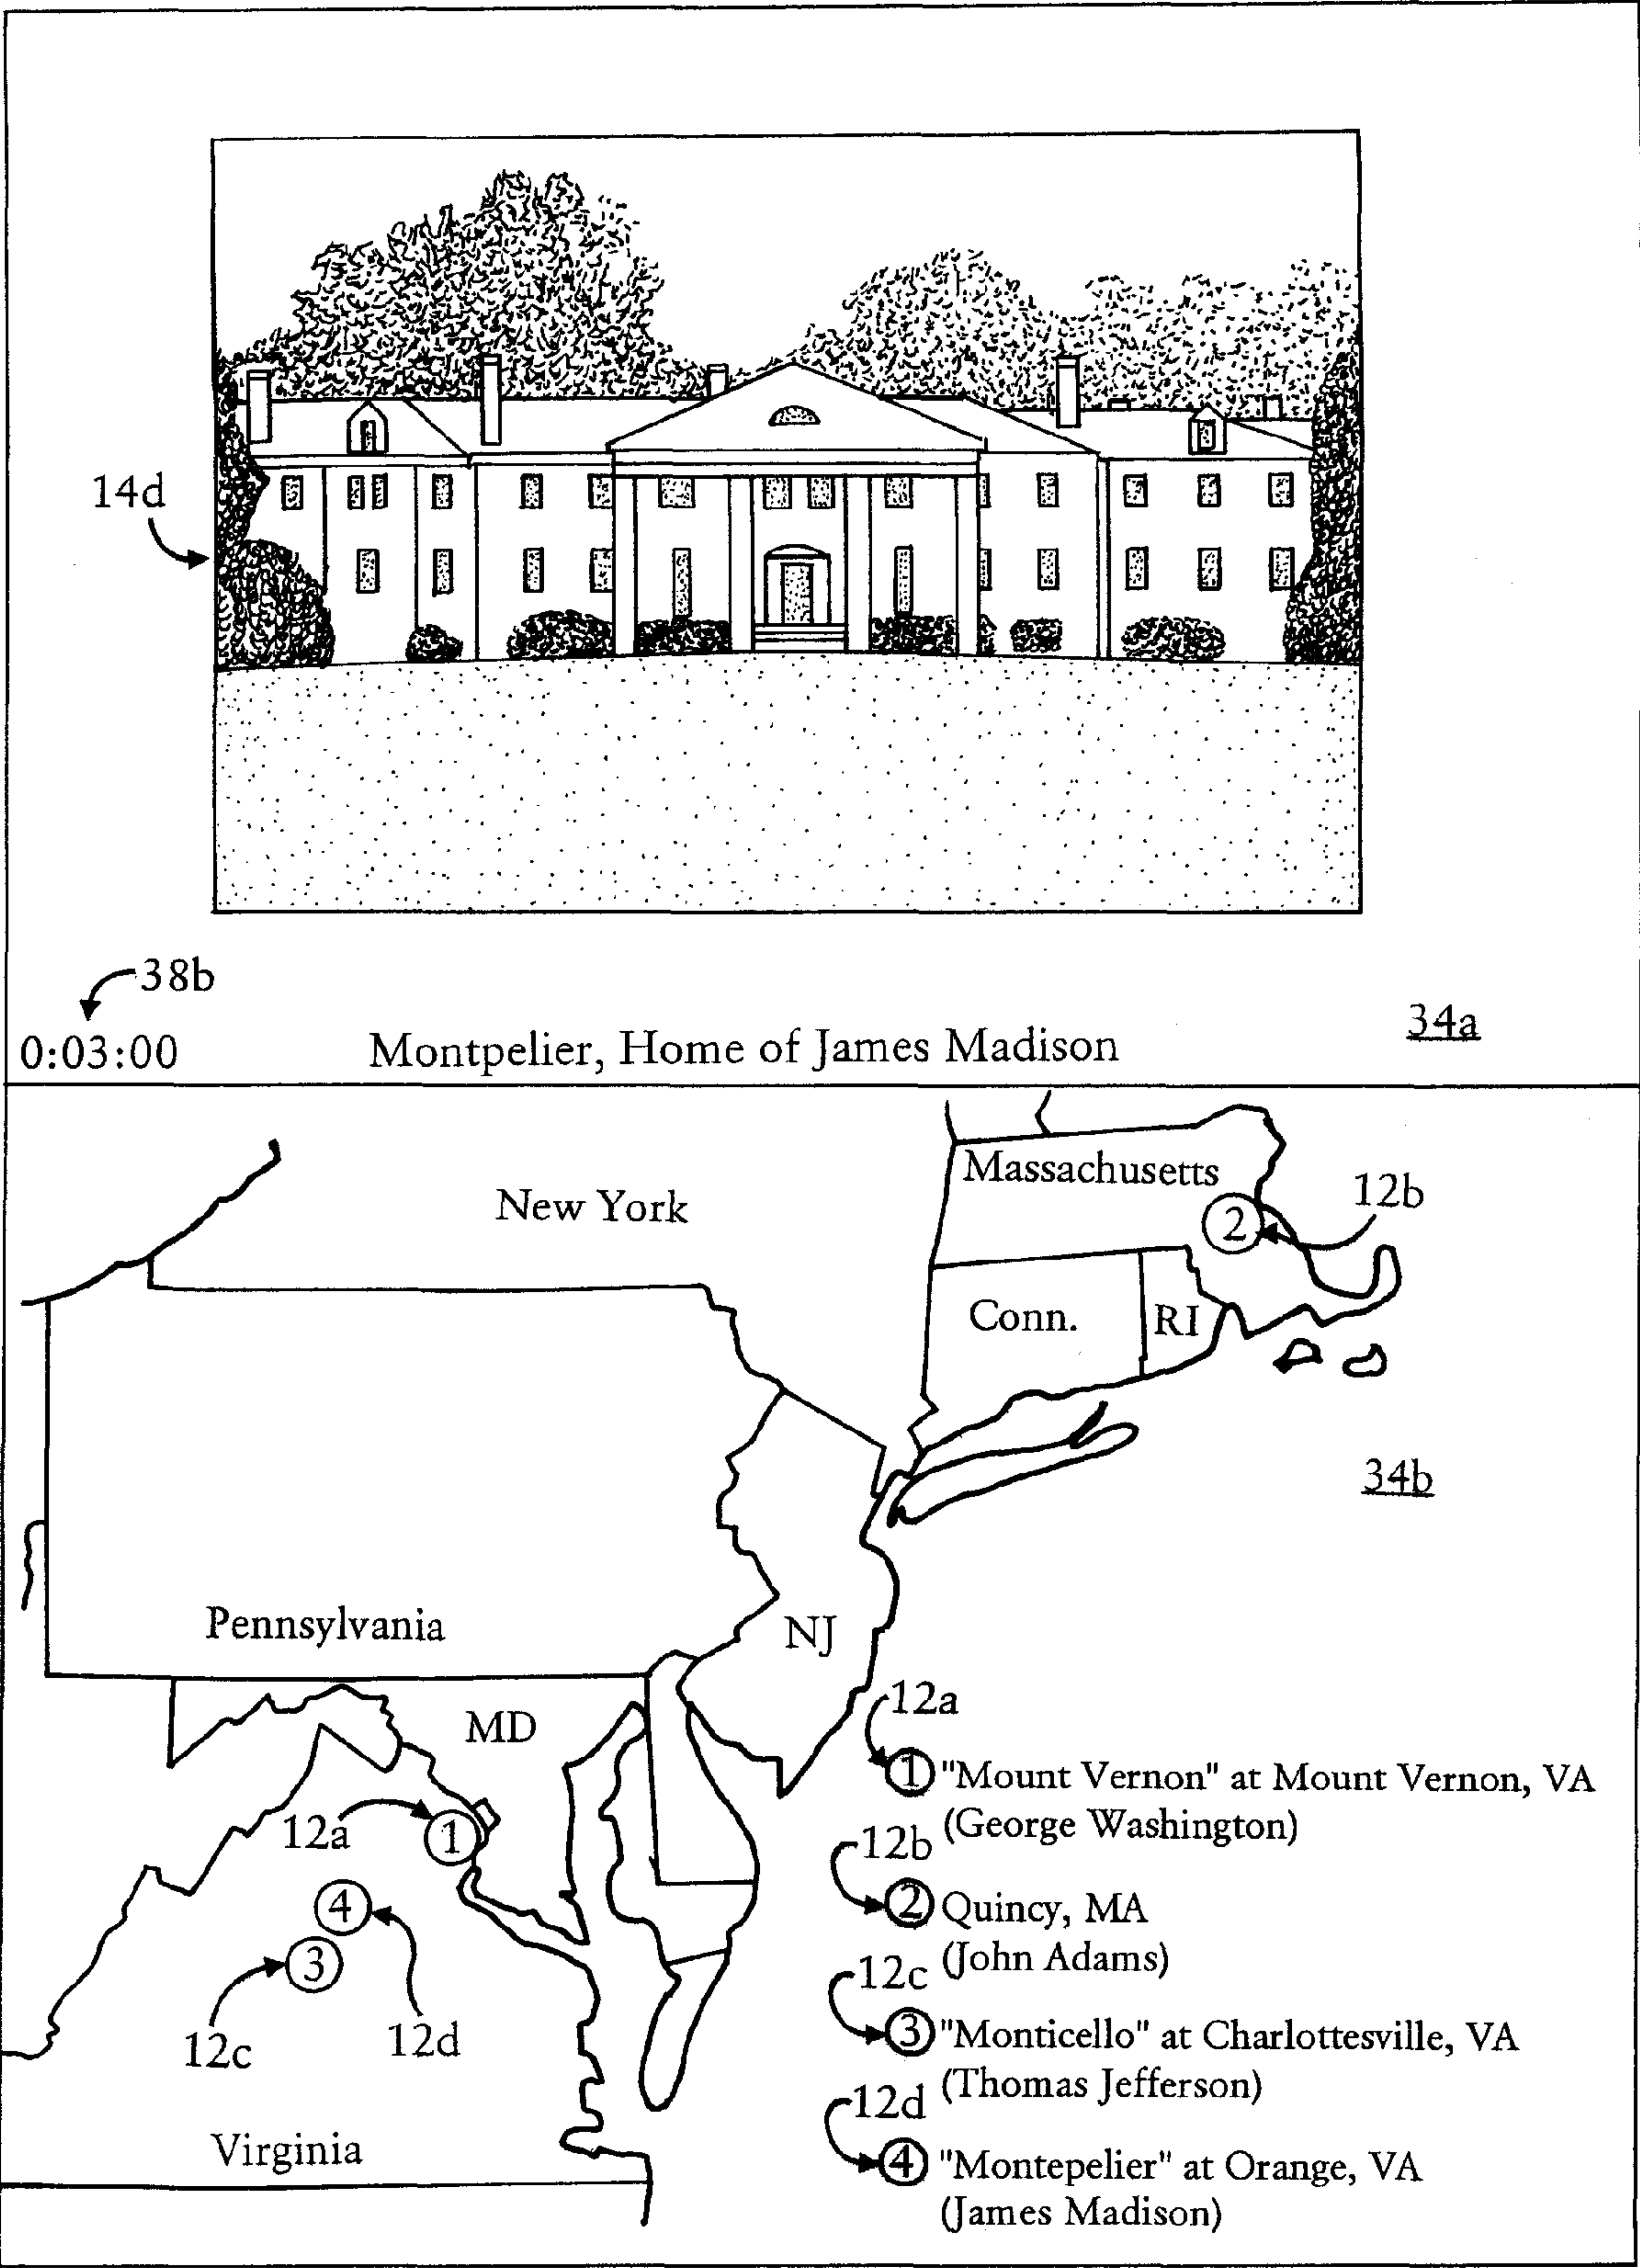 14d
38b
0:03:00
Montpelier, Home of James Madison
34a
Massachusetts
12b
New York
2
Conn.
RI
34b
Pennsylvania
NJ
12a
MD
1 "Mount Vernon" at Mount Vernon, VA
(George Washington)
12a
1
12b
2 Quincy, MA
(John Adams)
4
3
12c
3 "Monticello" at Charlottesville, VA
(Thomas Jefferson)
12c
12d
12d
Virginia
4 "Montepelier" at Orange, VA
(James Madison)